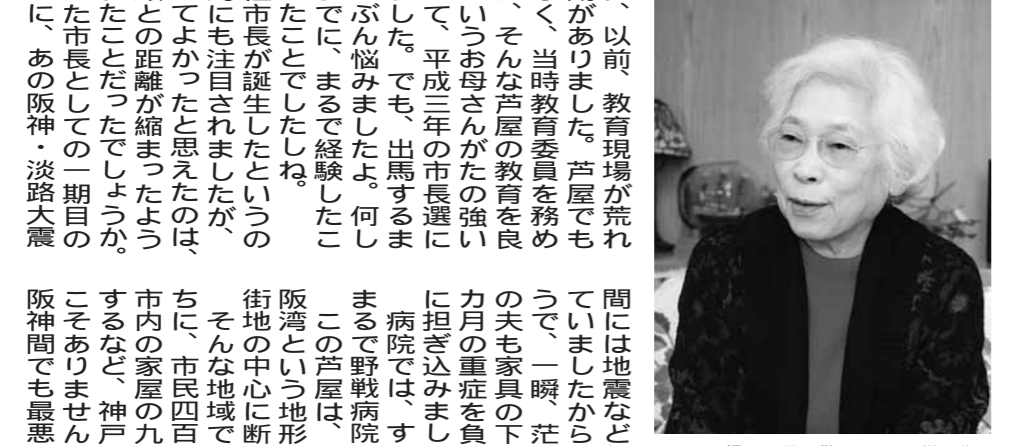 、以前、教育現場が荒れ
がありました。芦屋でも
く、当時教育委員を務め
、そんな芦屋の教育を良
いうお母さんがたの強い
て、平成三年の市長選に
した。でも、出馬するま
ぶん悩みましたよ。何し
でに、まるで経験したこ
たことでしたしね。
市長が誕生したというの
にも注目されましたが、
てよかったと思えたのは、
との距離が縮まったよう
たことだったでしょうか。
た市長としての一期目の
に、あの阪神・淡路大震
間には地震など
ていましたから
うで、一瞬、茫
の夫も家具の下
カ月の重症を負
に担ぎ込みまし
病院では、す
まるで野戦病院
この芦屋は、
阪湾という地形
街地の中心に断
そんな地域で
ちに、市民四百
市内の家屋の九
するなど、神戸
こそありません
阪神間でも最悪